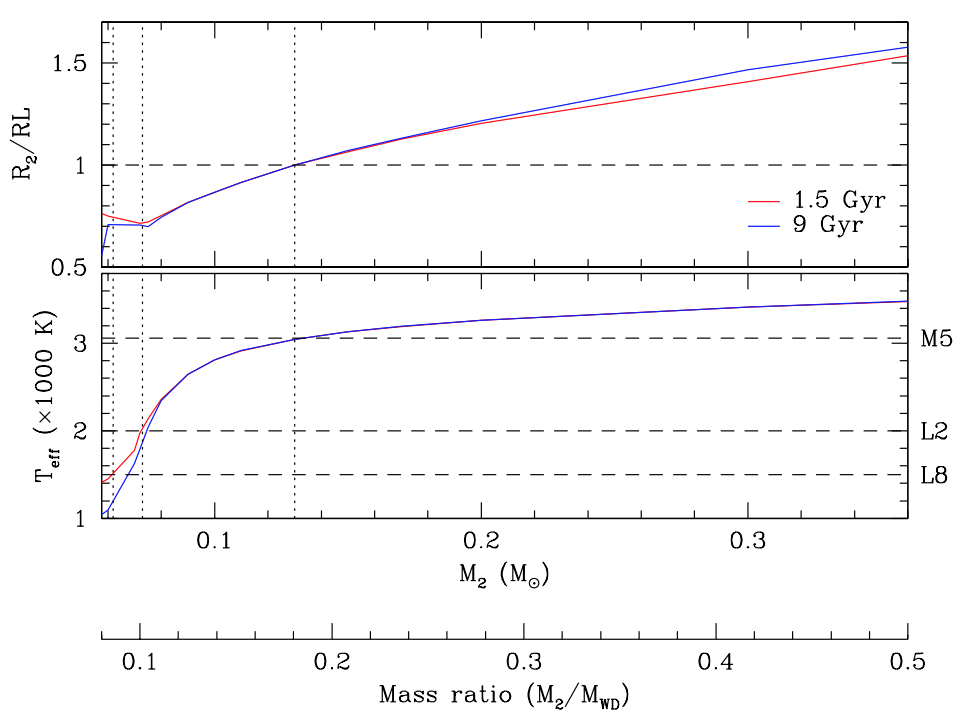 1.5
R₂/RL
1
1.5 Gyr
9 Gyr
0.5
T_eff (×1000 K)
3
M5
2
L2
L8
1
0.1
0.2
0.3
M₂ (M⊙)
0.1
0.2
0.3
0.4
0.5
Mass ratio (M₂/M_WD)